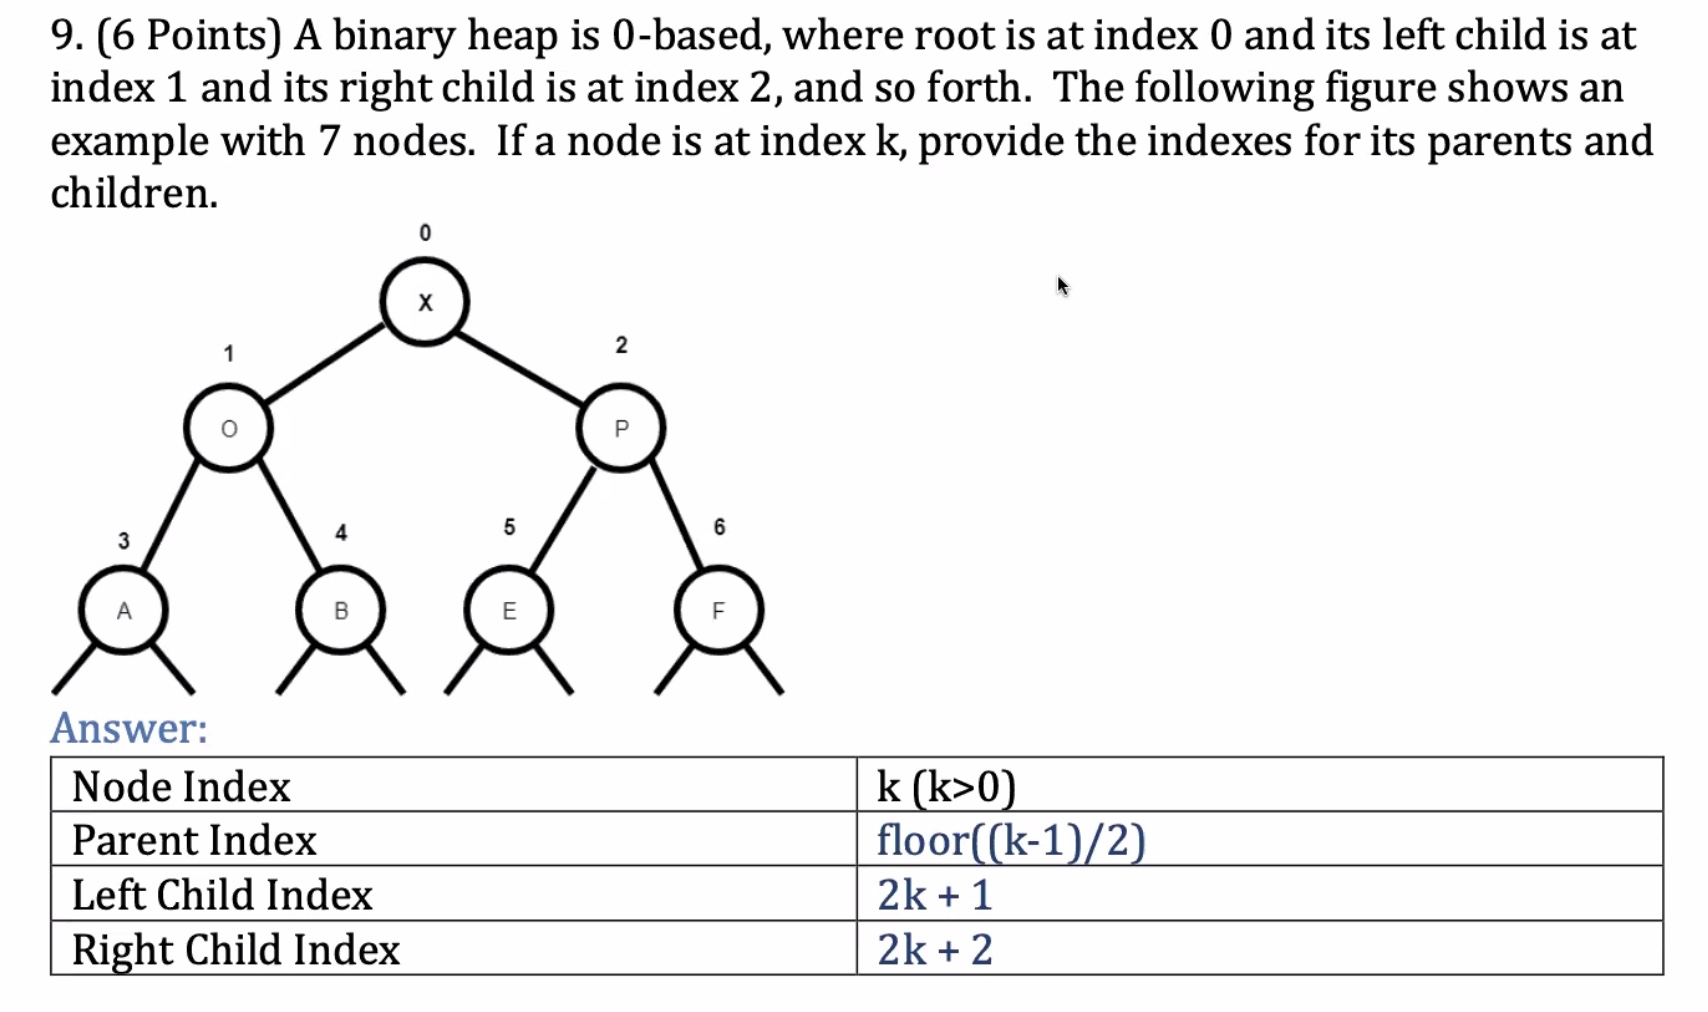 9. (6 Points) A binary heap is 0-based, where root is at index 0 and its left child is at
index 1 and its right child is at index 2, and so forth.  The following figure shows an
example with 7 nodes.  If a node is at index k, provide the indexes for its parents and
children.
0
X
1
2
O
P
3
4
5
6
A
B
E
F
Answer:
Node Index k (k>0)
Parent Index floor((k-1)/2)
Left Child Index 2k + 1
Right Child Index 2k + 2